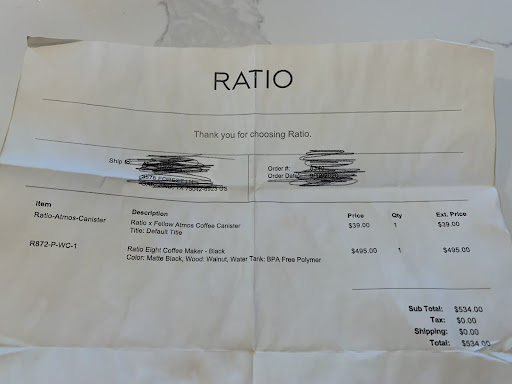 RATIO
Thank you for choosing Ratio.
Ship
Order #:
Order Date:
US
Item Description Price Qty Ext. Price
Ratio-Atmos-Canister Ratio x Fellow Atmos Coffee Canister $39.00 1 $39.00
Title: Default Title
R872-P-WC-1 Ratio Eight Coffee Maker - Black $495.00 1 $495.00
Color: Matte Black, Wood: Walnut, Water Tank: BPA Free Polymer
Sub Total: $534.00
Tax: $0.00
Shipping: $0.00
Total: $534.00